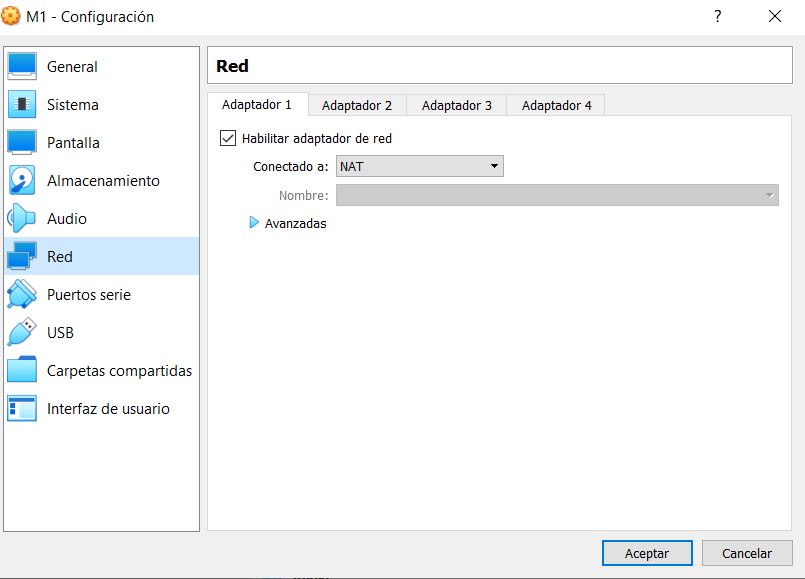 M1 - Configuración
?
General
Sistema
Pantalla
Almacenamiento
Audio
Red
Puertos serie
USB
Carpetas compartidas
Interfaz de usuario
Red
Adaptador 1
Adaptador 2
Adaptador 3
Adaptador 4
Habilitar adaptador de red
Conectado a: NAT
Nombre:
Avanzadas
Aceptar
Cancelar